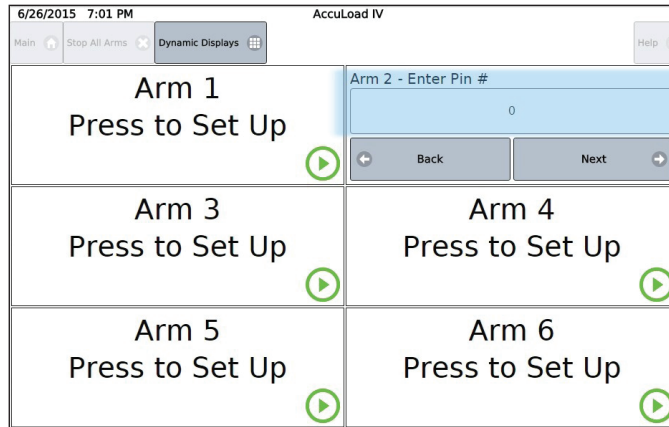 6/26/2015 7:01 PM AccuLoad IV
Main Stop All Arms Dynamic Displays Help
Arm 1
Press to Set Up
Arm 2 - Enter Pin #
0
Back Next
Arm 3
Press to Set Up
Arm 4
Press to Set Up
Arm 5
Press to Set Up
Arm 6
Press to Set Up